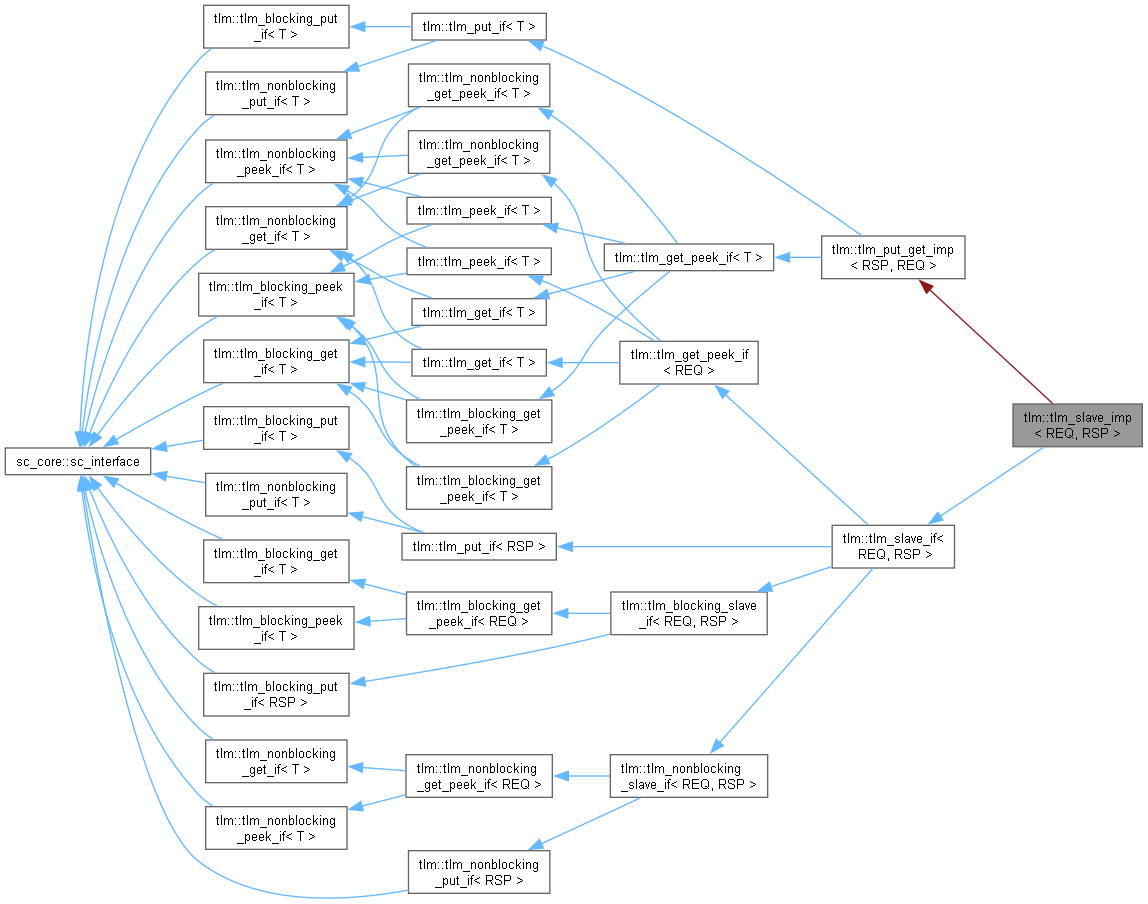 tlm::tlm_blocking_put
_if< T >
tlm::tlm_nonblocking
_put_if< T >
tlm::tlm_nonblocking
_peek_if< T >
tlm::tlm_nonblocking
_get_if< T >
tlm::tlm_blocking_peek
_if< T >
tlm::tlm_blocking_get
_if< T >
tlm::tlm_blocking_put
_if< T >
sc_core::sc_interface
tlm::tlm_nonblocking
_put_if< T >
tlm::tlm_blocking_get
_if< T >
tlm::tlm_blocking_peek
_if< T >
tlm::tlm_blocking_put
_if< RSP >
tlm::tlm_nonblocking
_get_if< T >
tlm::tlm_nonblocking
_peek_if< T >
tlm::tlm_put_if< T >
tlm::tlm_nonblocking
_get_peek_if< T >
tlm::tlm_nonblocking
_get_peek_if< T >
tlm::tlm_peek_if< T >
tlm::tlm_peek_if< T >
tlm::tlm_get_if< T >
tlm::tlm_get_if< T >
tlm::tlm_blocking_get
_peek_if< T >
tlm::tlm_blocking_get
_peek_if< T >
tlm::tlm_put_if< RSP >
tlm::tlm_blocking_get
_peek_if< REQ >
tlm::tlm_nonblocking
_get_peek_if< REQ >
tlm::tlm_nonblocking
_put_if< RSP >
tlm::tlm_get_peek_if< T >
tlm::tlm_get_peek_if
< REQ >
tlm::tlm_blocking_slave
_if< REQ, RSP >
tlm::tlm_nonblocking
_slave_if< REQ, RSP >
tlm::tlm_put_get_imp
< RSP, REQ >
tlm::tlm_slave_if<
REQ, RSP >
tlm::tlm_slave_imp
< REQ, RSP >